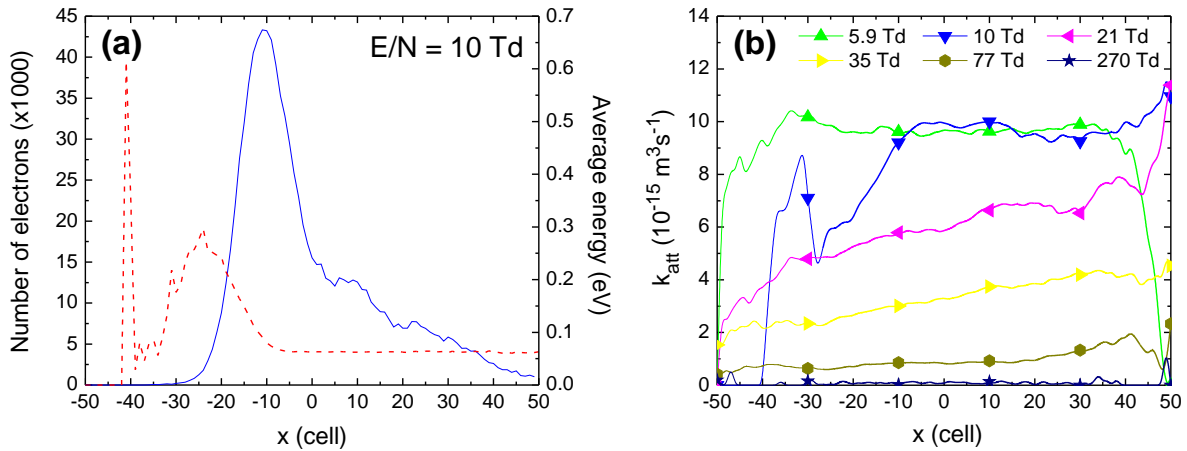 (a)
E/N = 10 Td
Number of electrons (x1000)
45
40
35
30
25
20
15
10
5
0
0.7
0.6
0.5
0.4
0.3
0.2
0.1
0.0
Average energy (eV)
-50 -40 -30 -20 -10 0 10 20 30 40 50
x (cell)
(b)
5.9 Td 10 Td 21 Td
35 Td 77 Td 270 Td
k_att (10^-15 m^3s^-1)
14
12
10
8
6
4
2
0
-50 -40 -30 -20 -10 0 10 20 30 40 50
x (cell)